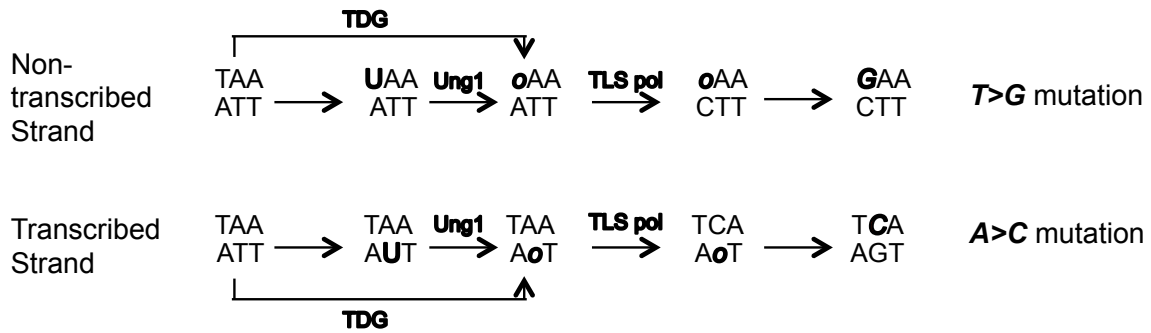 TDG
Non-
transcribed
Strand
TAA UAA Ung1 oAA TLS pol oAA GAA
ATT ATT ATT CTT CTT
T>G mutation
Transcribed
Strand
TAA TAA Ung1 TAA TLS pol TCA TCA
ATT AUT AoT AoT AGT
A>C mutation
TDG